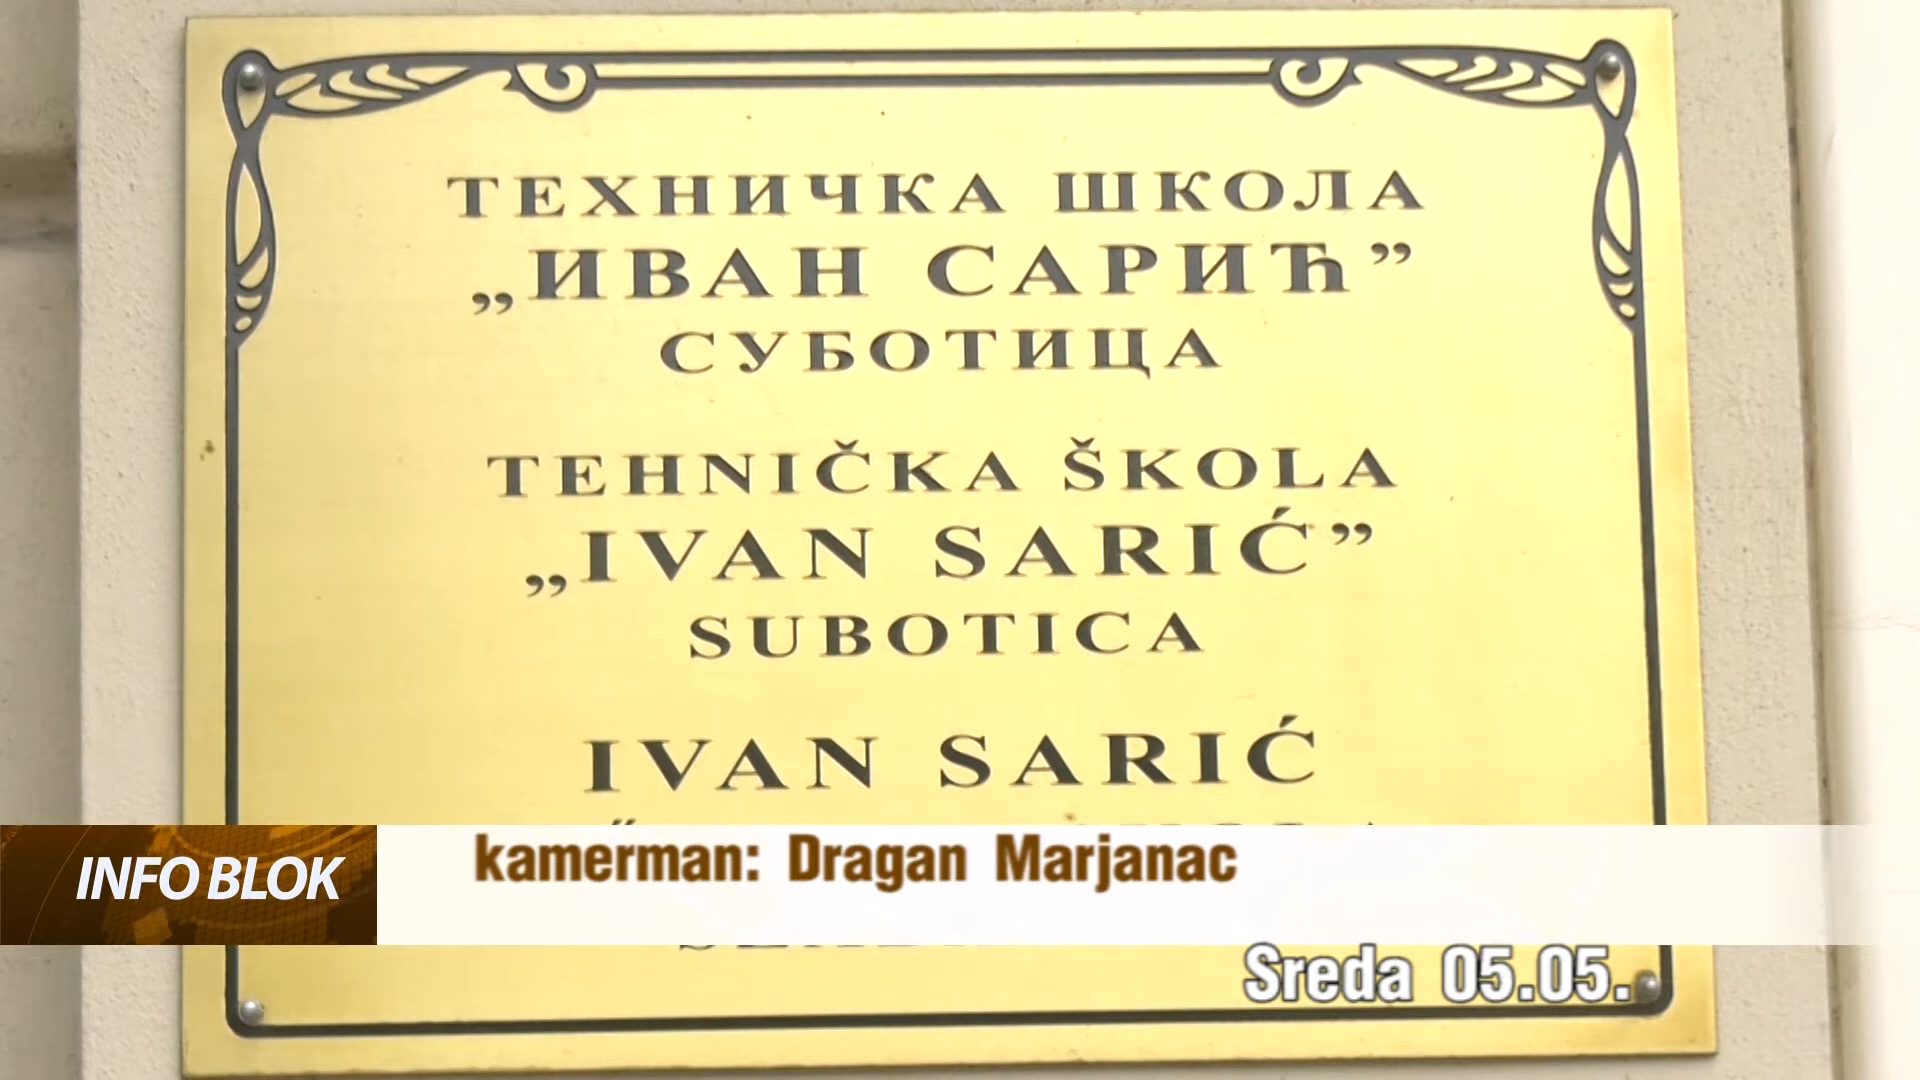 ТЕХНИЧКА ШКОЛА
„ИВАН САРИЋ”
СУБОТИЦА
TEHNIČKA ŠKOLA
„IVAN SARIĆ”
SUBOTICA
IVAN SARIĆ
INFO BLOK
kamerman: Dragan Marjanac
Sreda 05.05.